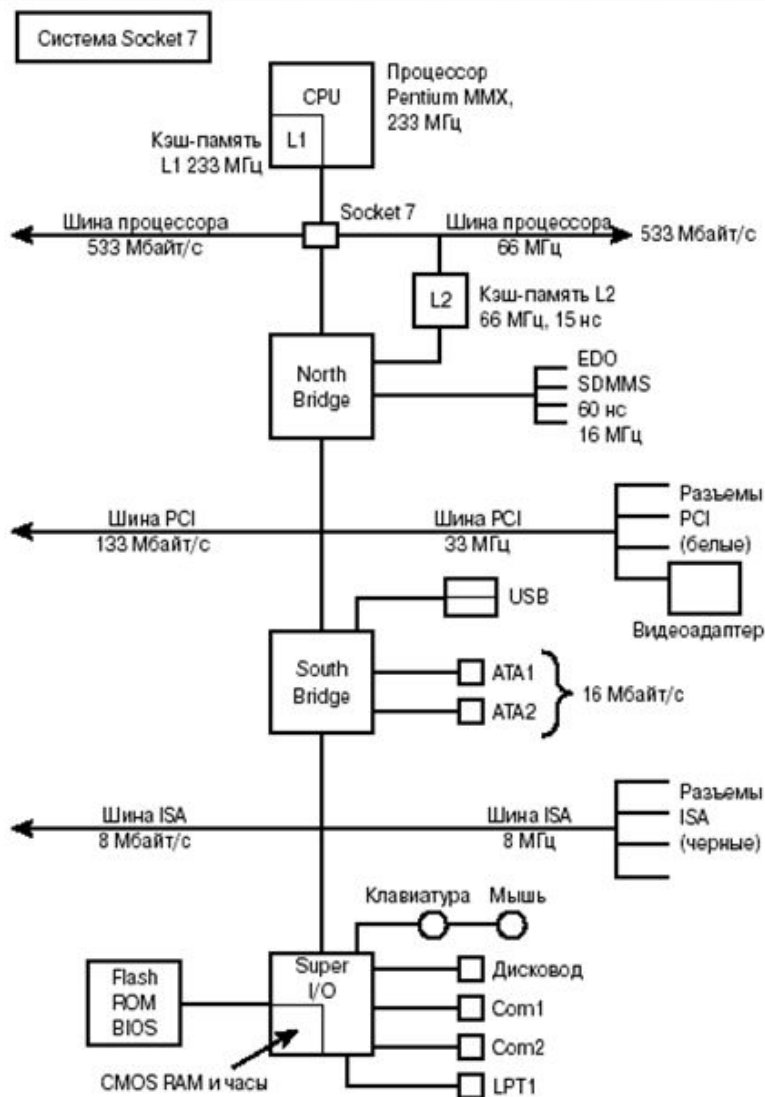 Система Socket 7
CPU
L1
Процессор
Pentium MMX,
233 МГц
Кэш-память
L1 233 МГц
Socket 7
Шина процессора
533 Мбайт/с
Шина процессора
66 МГц
533 Мбайт/с
L2
Кэш-память L2
66 МГц, 15 нс
North
Bridge
EDO
SDMMS
60 нс
16 МГц
Шина PCI
133 Мбайт/с
Шина PCI
33 МГц
Разъемы
PCI
(белые)
Видеоадаптер
USB
South
Bridge
ATA1
ATA2
16 Мбайт/с
Шина ISA
8 Мбайт/с
Шина ISA
8 МГц
Разъемы
ISA
(черные)
Клавиатура
Мышь
Flash
ROM
BIOS
Super
I/O
Дисковод
Com1
Com2
LPT1
CMOS RAM и часы